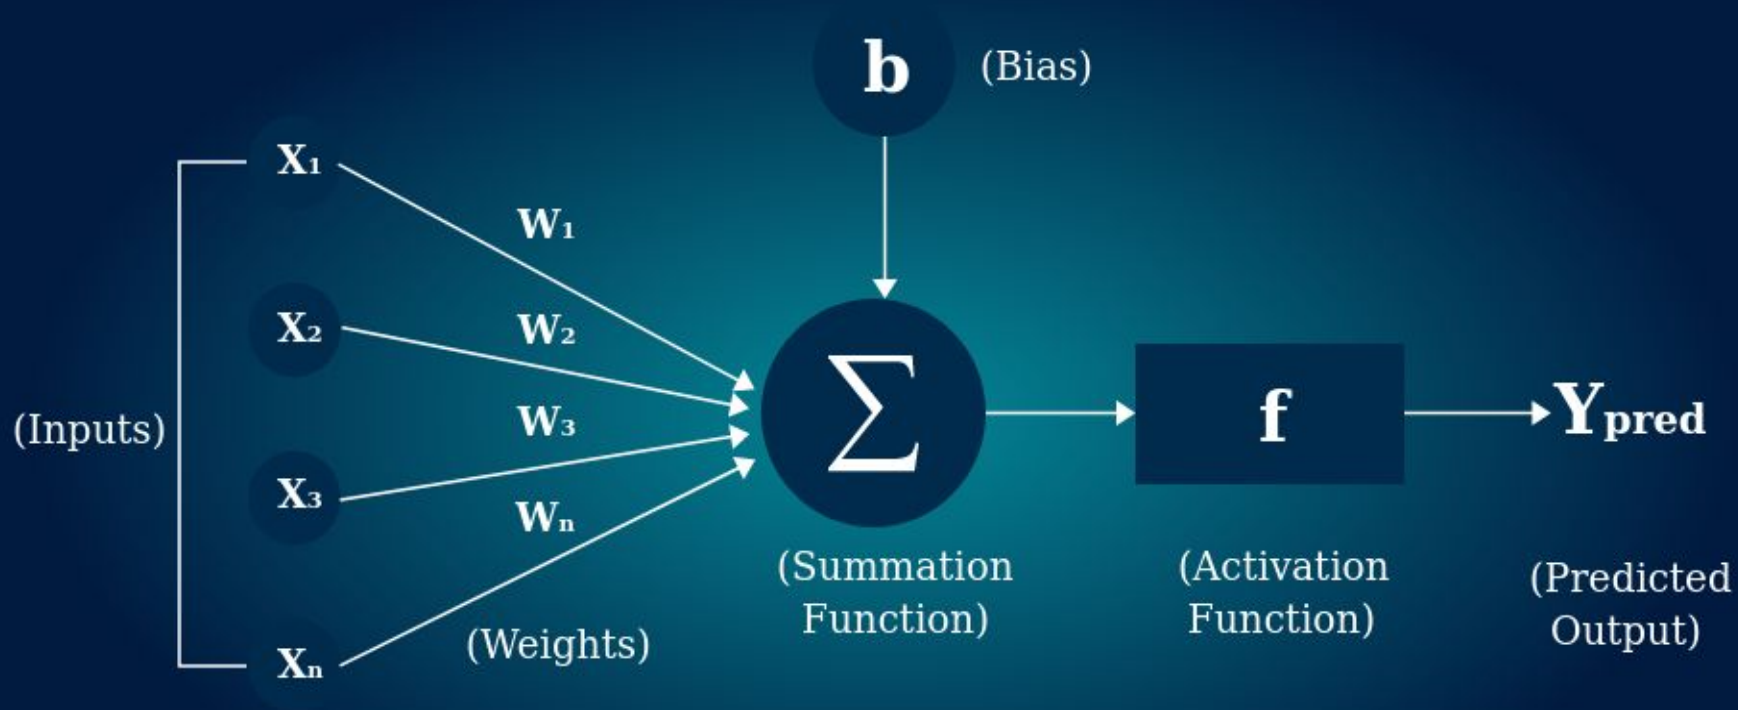 b (Bias)
X₁
W₁
X₂
W₂
(Inputs)
W₃
X₃
Wₙ
Xₙ
(Weights)
∑
(Summation
Function)
f
(Activation
Function)
Ypred
(Predicted
Output)